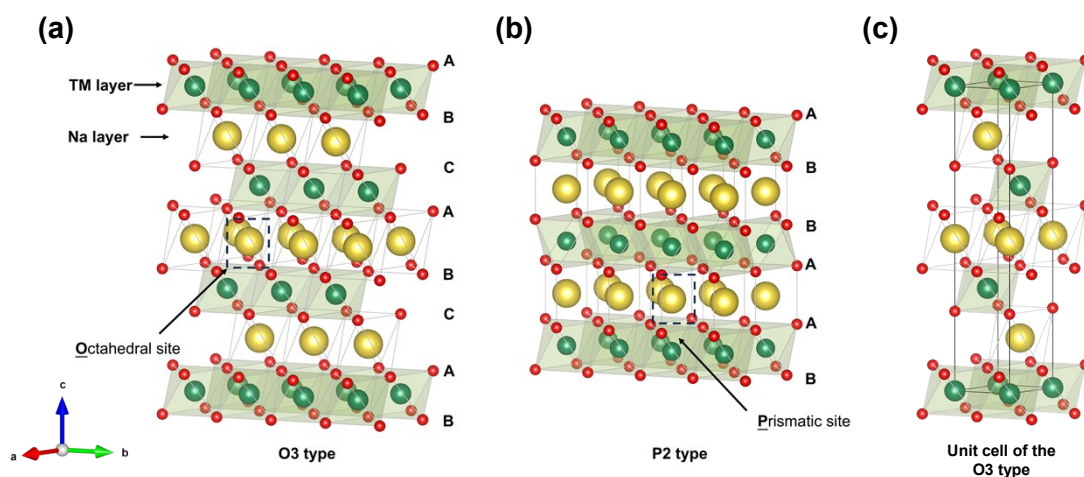 (a)
TM layer
Na layer
A
B
C
A
B
C
A
B
Octahedral site
c
a
b
O3 type
(b)
A
B
B
A
A
B
Prismatic site
P2 type
(c)
Unit cell of the
O3 type